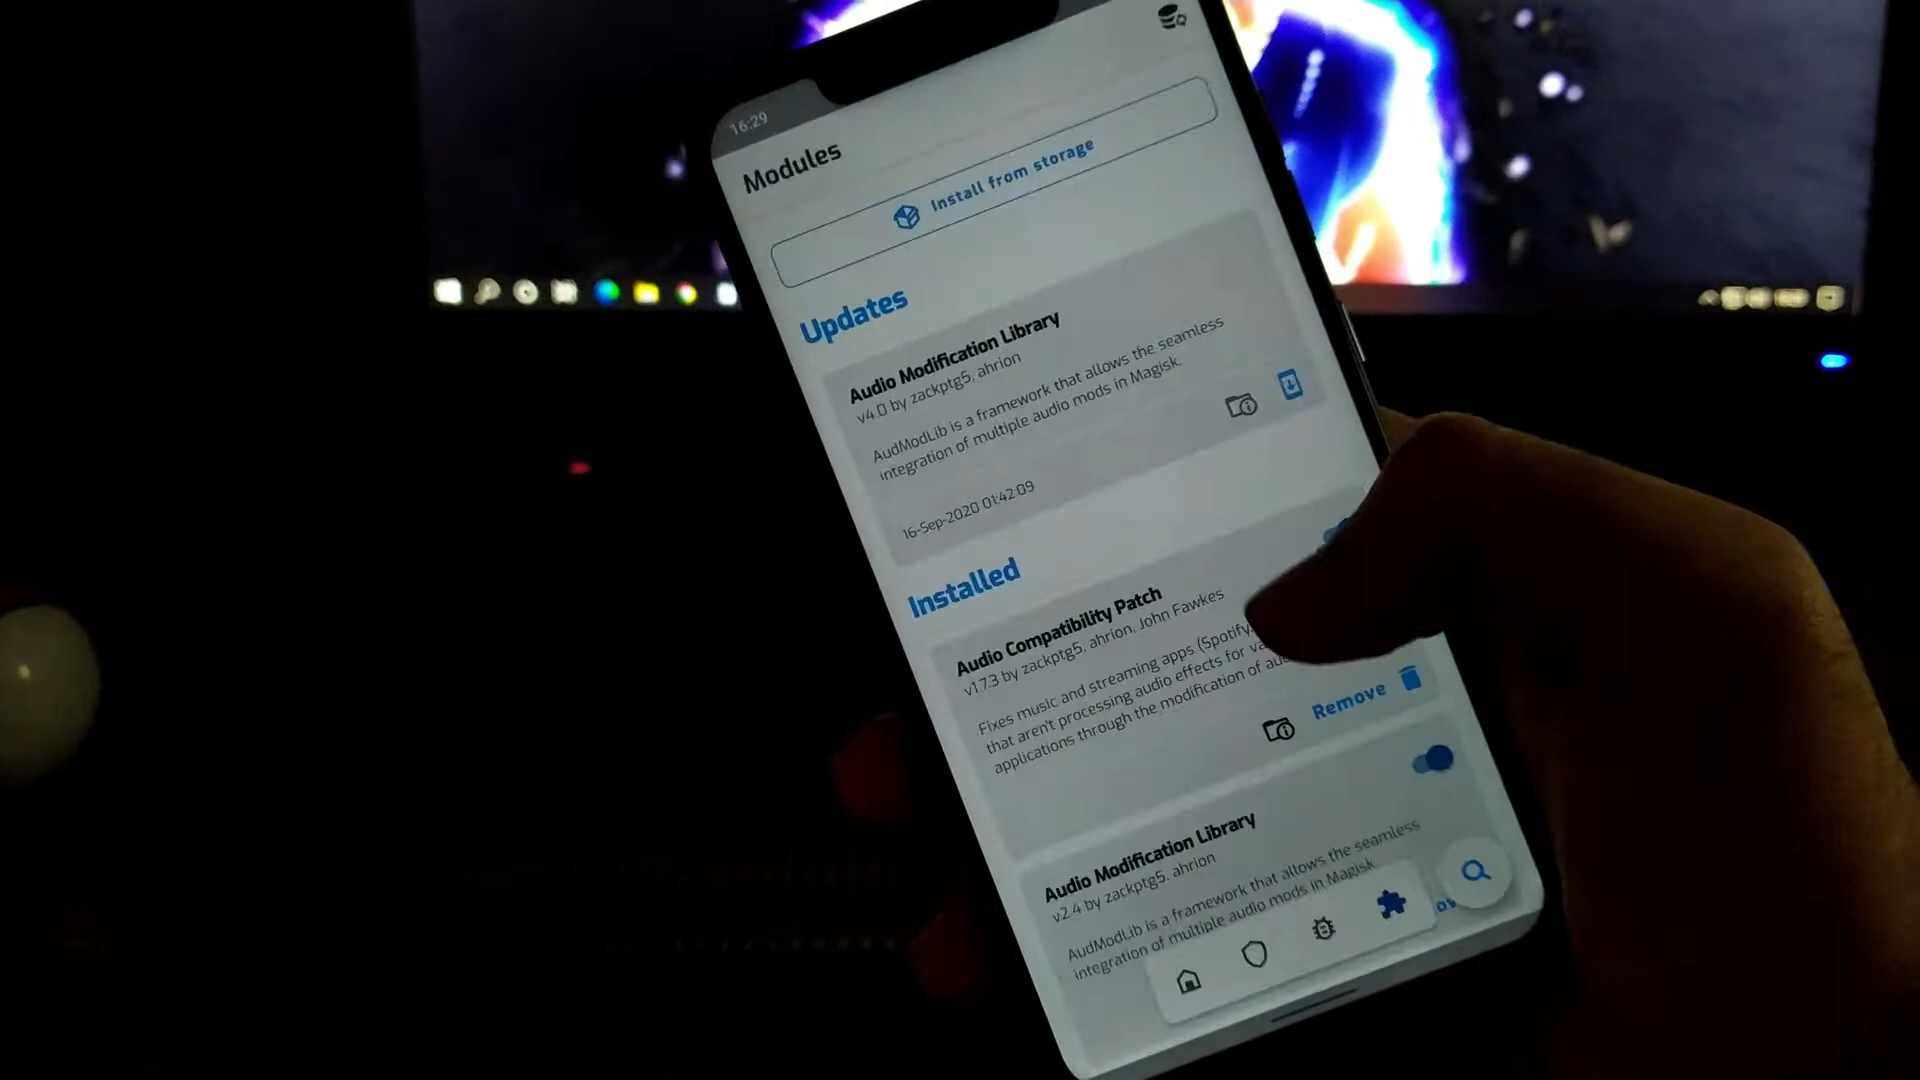 16:29
Modules
Install from storage
Updates
Audio Modification Library
v4.0 by zackptg5, ahrion
AudModLib is a framework that allows the seamless
integration of multiple audio mods in Magisk.
16-Sep-2020 01:42:09
Installed
Audio Compatibility Patch
v1.7.3 by zackptg5, ahrion, John Fawkes
Fixes music and streaming apps (Spotify,
that aren't processing audio effects for
applications through the modification of
Remove
Audio Modification Library
v2.4 by zackptg5, ahrion
AudModLib is a framework that allows the seamless
integration of multiple audio mods in Magisk.